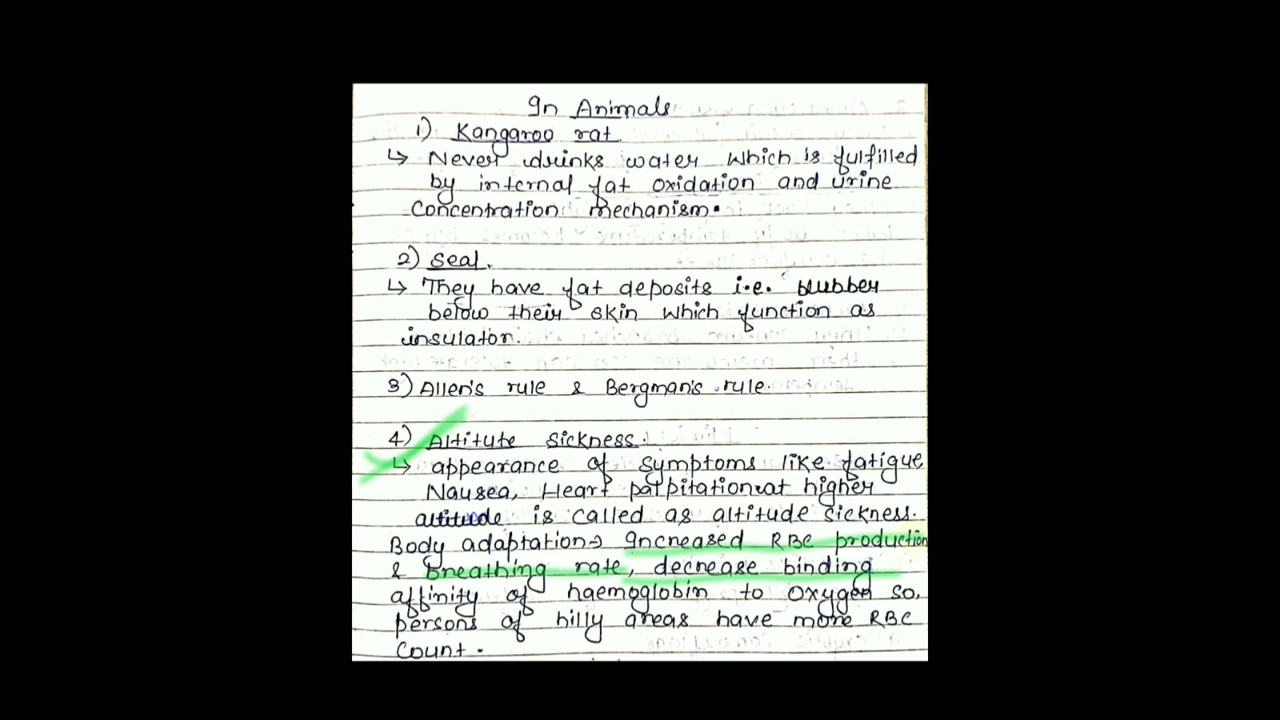 In Animals
1) Kangaroo rat
↳ Never drinks water which is fulfilled
by internal fat oxidation and urine
concentration mechanism.
2) Seal.
↳ They have fat deposits i.e. blubber
below their skin which function as
insulator.
3) Allen's rule & Bergman's rule.
4) Altitute sickness.
↳ appearance of symptoms like fatigue
Nausea, Heart palpitation at higher
altitude is called as altitude sickness.
Body adaptation → Increased RBC production
& breathing rate, decrease binding
affinity of haemoglobin to oxygen so,
persons of hilly areas have more RBC
count.